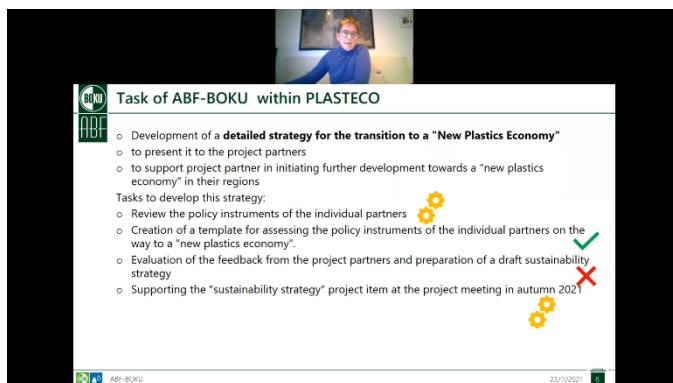 BOKU
ABF
Task of ABF-BOKU within PLASTECO
o Development of a detailed strategy for the transition to a "New Plastics Economy"
o to present it to the project partners
o to support project partner in initiating further development towards a "new plastics
economy" in their regions
Tasks to develop this strategy:
o Review the policy instruments of the individual partners
o Creation of a template for assessing the policy instruments of the individual partners on the
way to a "new plastics economy".
o Evaluation of the feedback from the project partners and preparation of a draft sustainability
strategy
o Supporting the "sustainability strategy" project item at the project meeting in autumn 2021
ABF-BOKU
23/11/2021